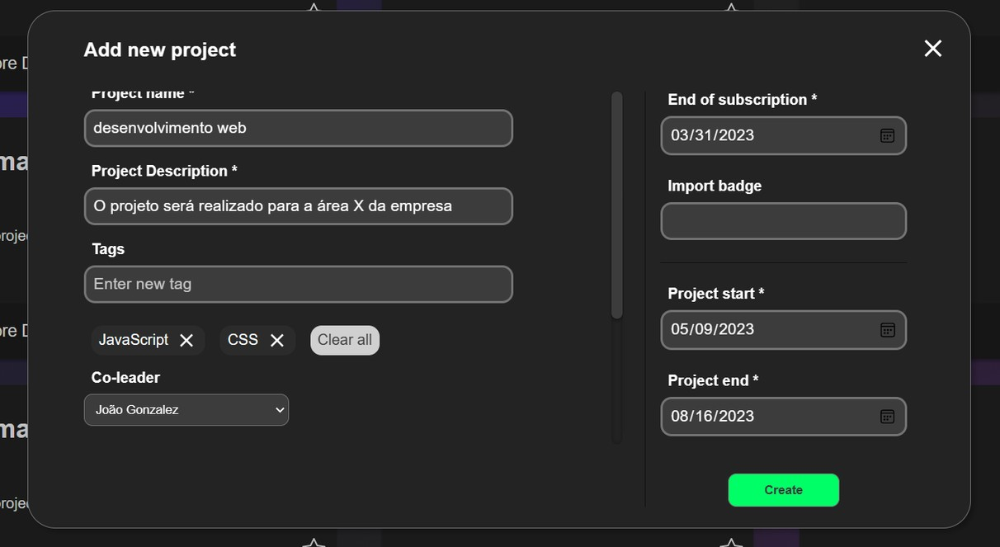 Add new project
Project name *
desenvolvimento web
Project Description *
O projeto será realizado para a área X da empresa
Tags
Enter new tag
JavaScript
CSS
Clear all
Co-leader
João Gonzalez
End of subscription *
03/31/2023
Import badge
Project start *
05/09/2023
Project end *
08/16/2023
Create